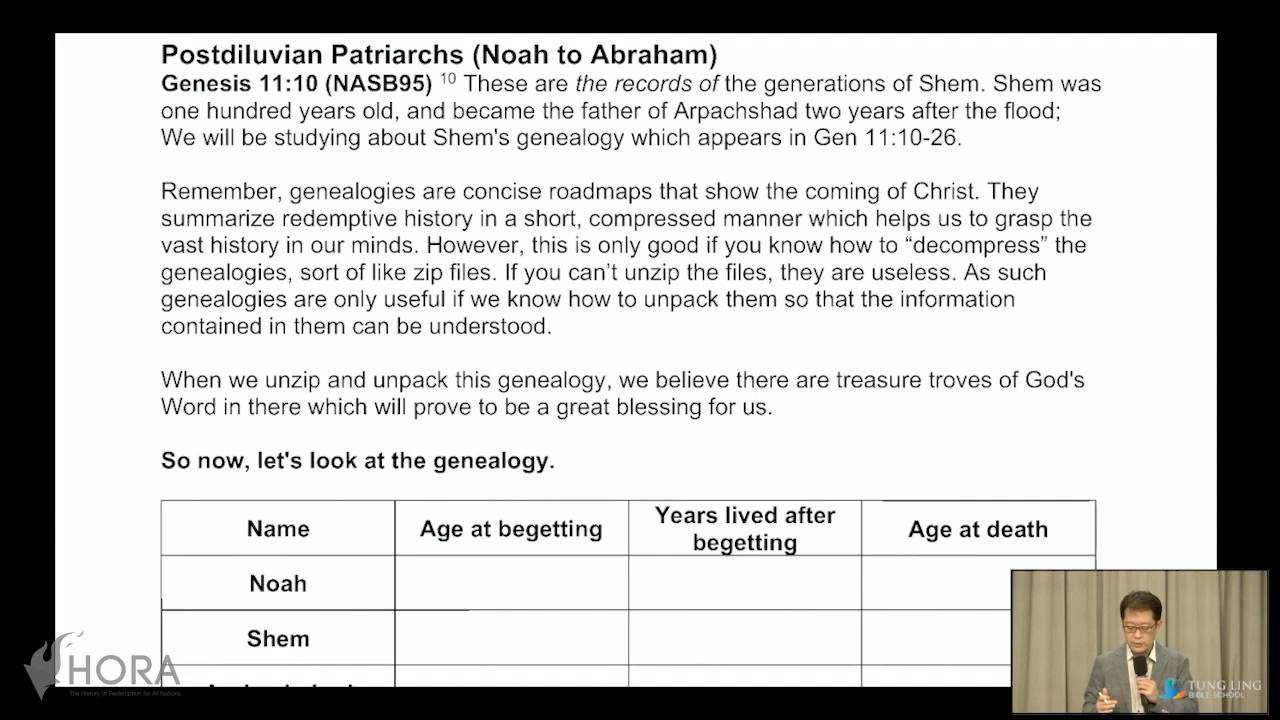 Postdiluvian Patriarchs (Noah to Abraham)
Genesis 11:10 (NASB95) 10 These are the records of the generations of Shem. Shem was
one hundred years old, and became the father of Arpachshad two years after the flood;
We will be studying about Shem's genealogy which appears in Gen 11:10-26.
Remember, genealogies are concise roadmaps that show the coming of Christ. They
summarize redemptive history in a short, compressed manner which helps us to grasp the
vast history in our minds. However, this is only good if you know how to “decompress” the
genealogies, sort of like zip files. If you can’t unzip the files, they are useless. As such
genealogies are only useful if we know how to unpack them so that the information
contained in them can be understood.
When we unzip and unpack this genealogy, we believe there are treasure troves of God's
Word in there which will prove to be a great blessing for us.
So now, let's look at the genealogy.
Name Age at begetting Years lived after begetting Age at death
Noah
Shem
HORA
The History of Redemption for All Nations
TUNG LING
BIBLE SCHOOL